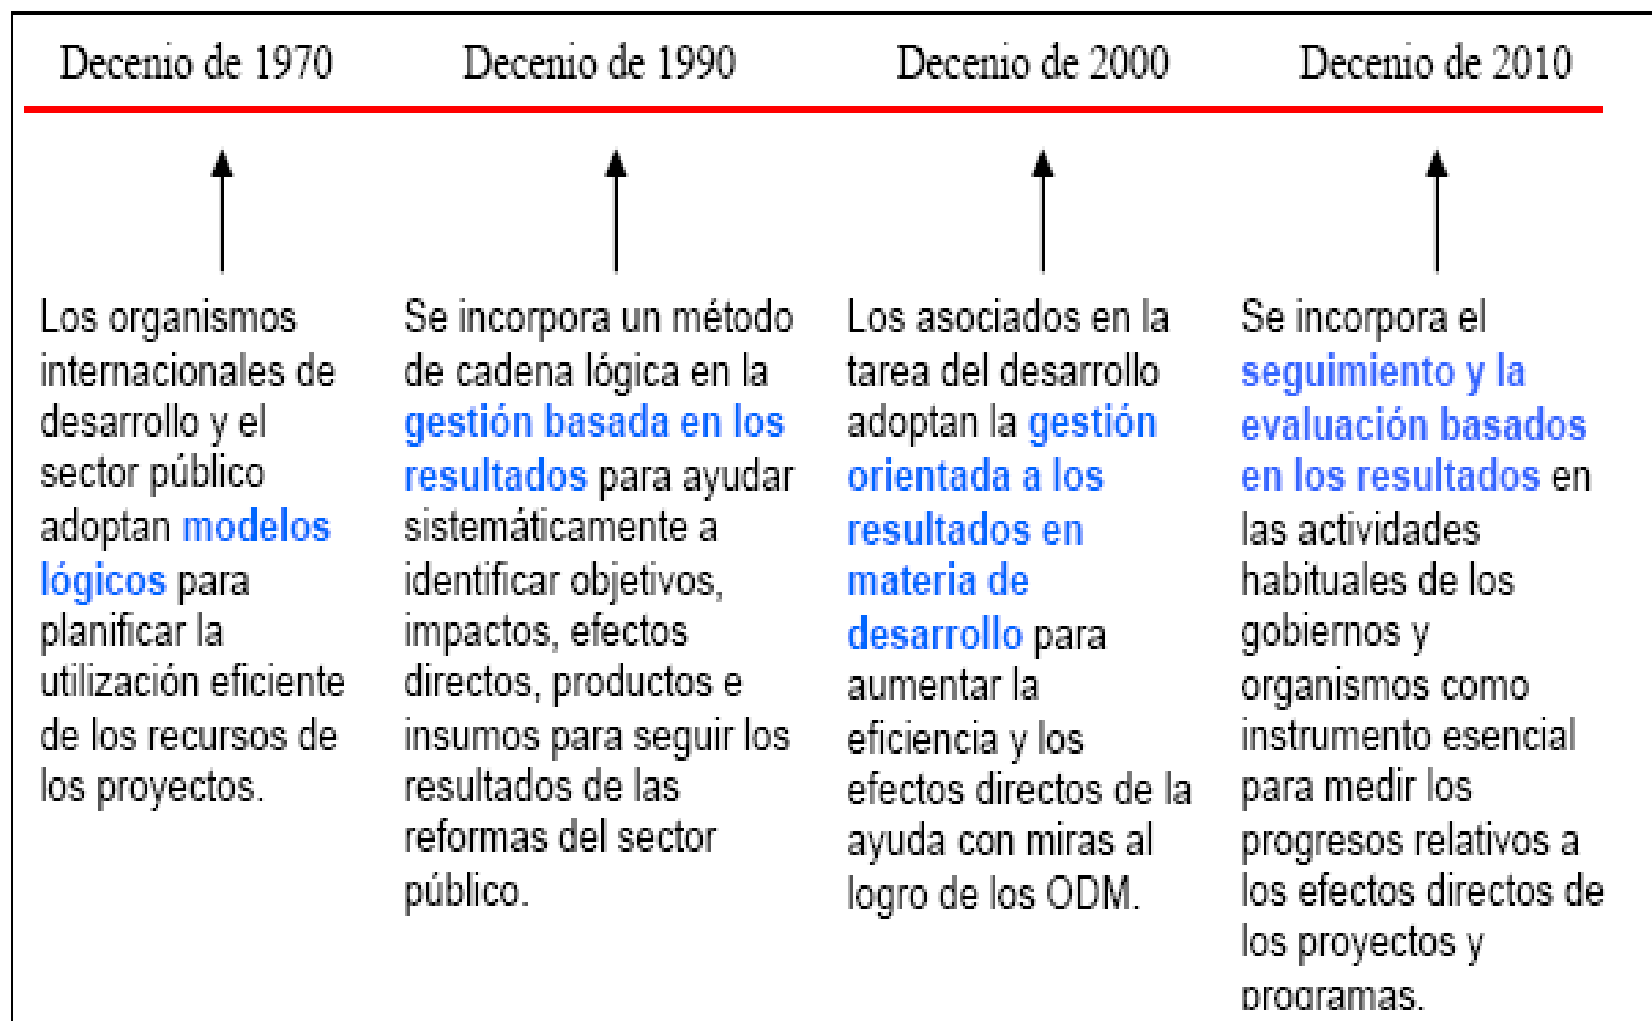 Decenio de 1970
Decenio de 1990
Decenio de 2000
Decenio de 2010
Los organismos
internacionales de
desarrollo y el
sector público
adoptan modelos
lógicos para
planificar la
utilización eficiente
de los recursos de
los proyectos.
Se incorpora un método
de cadena lógica en la
gestión basada en los
resultados para ayudar
sistemáticamente a
identificar objetivos,
impactos, efectos
directos, productos e
insumos para seguir los
resultados de las
reformas del sector
público.
Los asociados en la
tarea del desarrollo
adoptan la gestión
orientada a los
resultados en
materia de
desarrollo para
aumentar la
eficiencia y los
efectos directos de la
ayuda con miras al
logro de los ODM.
Se incorpora el
seguimiento y la
evaluación basados
en los resultados en
las actividades
habituales de los
gobiernos y
organismos como
instrumento esencial
para medir los
progresos relativos a
los efectos directos de
los proyectos y
programas.